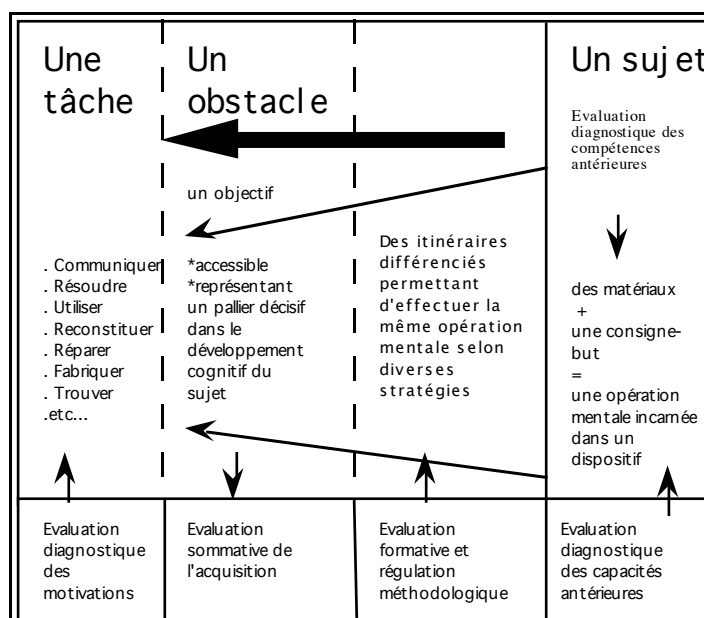 Une
tâche
Un
obstacle
un objectif
. Communiquer
. Résoudre
. Utiliser
. Reconstituer
. Réparer
. Fabriquer
. Trouver
.etc...
*accessible
*représentant
un pallier décisif
dans le
développement
cognitif du
sujet
Des itinéraires
différenciés
permettant
d'effectuer la
même opération
mentale selon
diverses
stratégies
Un sujet
Evaluation
diagnostique des
compétences
antérieures
des matériaux
+
une consigne-
but
=
une opération
mentale incarnée
dans un
dispositif
Evaluation
diagnostique
des
motivations
Evaluation
sommative de
l'acquisition
Evaluation
formative et
régulation
méthodologique
Evaluation
diagnostique
des capacités
antérieures